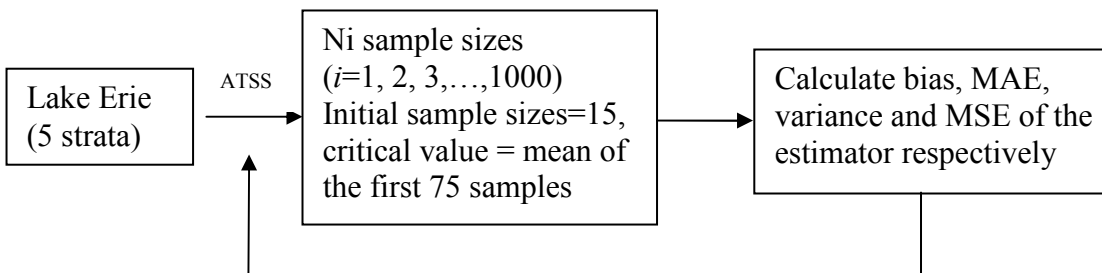 Lake Erie
(5 strata)
ATSS
Ni sample sizes
(i=1, 2, 3,…,1000)
Initial sample sizes=15,
critical value = mean of
the first 75 samples
Calculate bias, MAE,
variance and MSE of the
estimator respectively